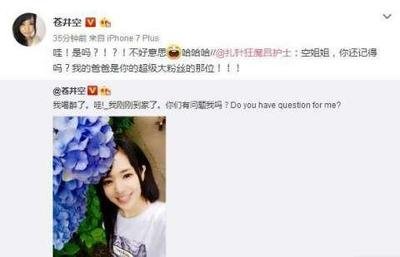 苍井空
35分钟前 来自 iPhone 7 Plus
哇！是吗？！？！不好意思哈哈哈//@扎针狂魔吕护士：空姐姐，你还记得
吗？我的爸爸是你的超级大粉丝的那位！！！
@苍井空
我喝醉了。哇!_我刚刚到家了。你们有问题我吗？Do you have question for me?